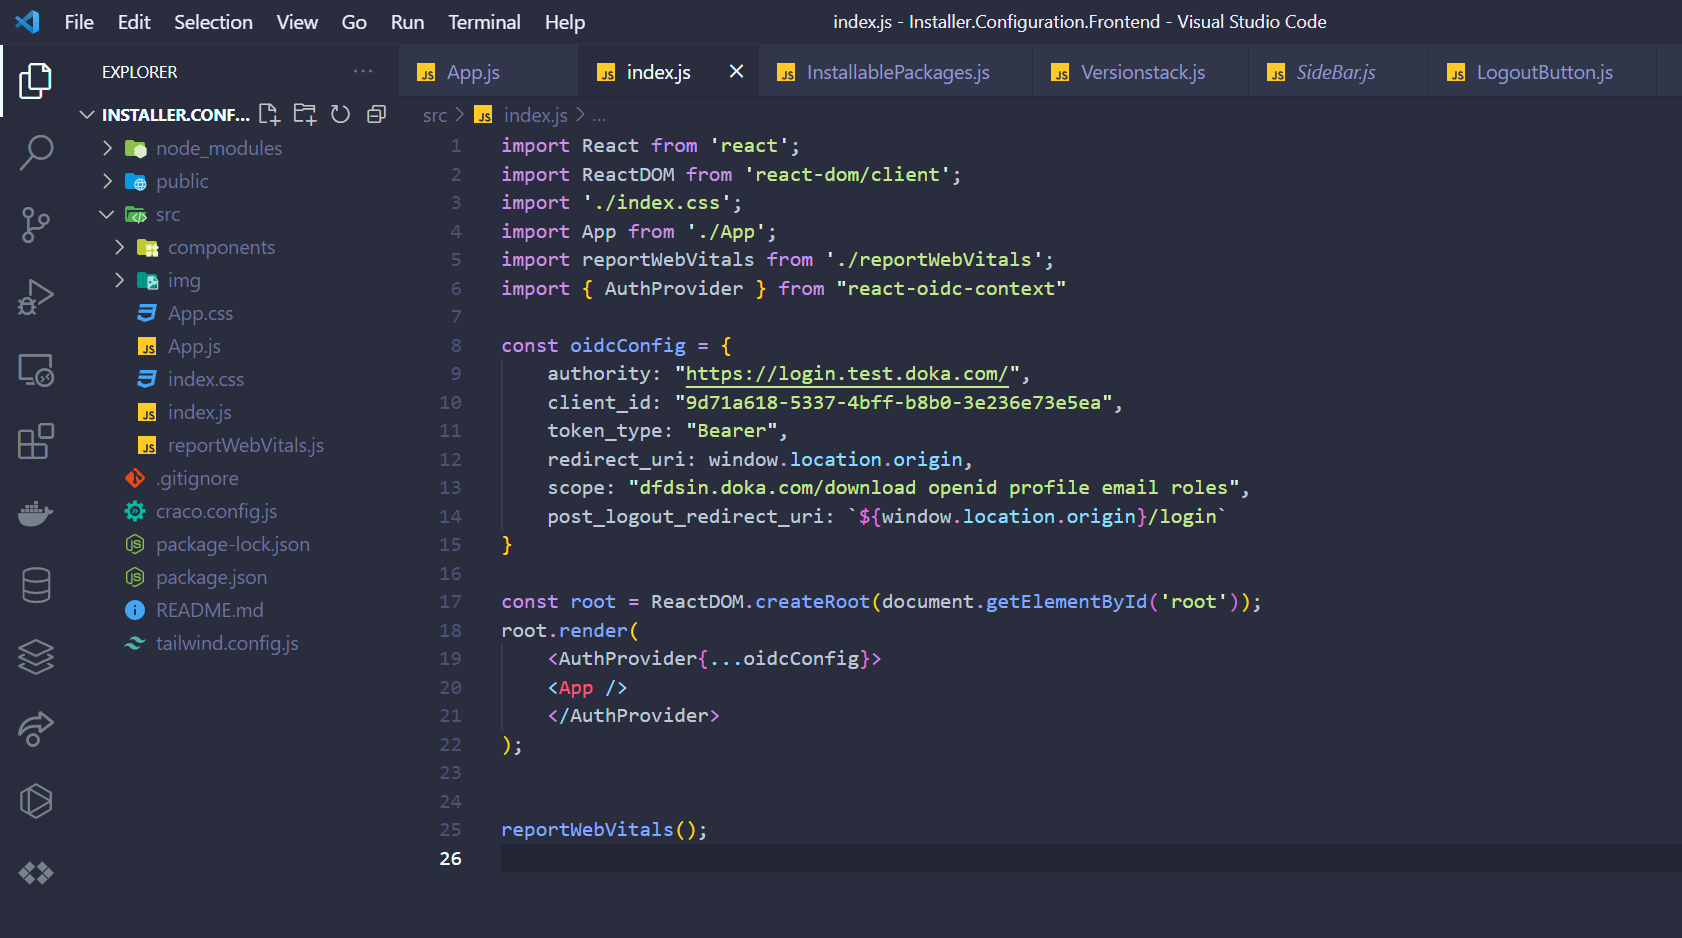 File Edit Selection View Go Run Terminal Help index.js - Installer.Configuration.Frontend - Visual Studio Code
EXPLORER ...
INSTALLER.CONF...
node_modules
public
src
components
img
App.css
App.js
index.css
index.js
reportWebVitals.js
.gitignore
craco.config.js
package-lock.json
package.json
README.md
tailwind.config.js
App.js index.js InstallablePackages.js Versionstack.js SideBar.js LogoutButton.js
src > index.js > ...
1 import React from 'react';
2 import ReactDOM from 'react-dom/client';
3 import './index.css';
4 import App from './App';
5 import reportWebVitals from './reportWebVitals';
6 import { AuthProvider } from "react-oidc-context"
7
8 const oidcConfig = {
9     authority: "https://login.test.doka.com/",
10     client_id: "9d71a618-5337-4bff-b8b0-3e236e73e5ea",
11     token_type: "Bearer",
12     redirect_uri: window.location.origin,
13     scope: "dfdsin.doka.com/download openid profile email roles",
14     post_logout_redirect_uri: `${window.location.origin}/login`
15 }
16
17 const root = ReactDOM.createRoot(document.getElementById('root'));
18 root.render(
19     <AuthProvider{...oidcConfig}>
20     <App />
21     </AuthProvider>
22 );
23
24
25 reportWebVitals();
26